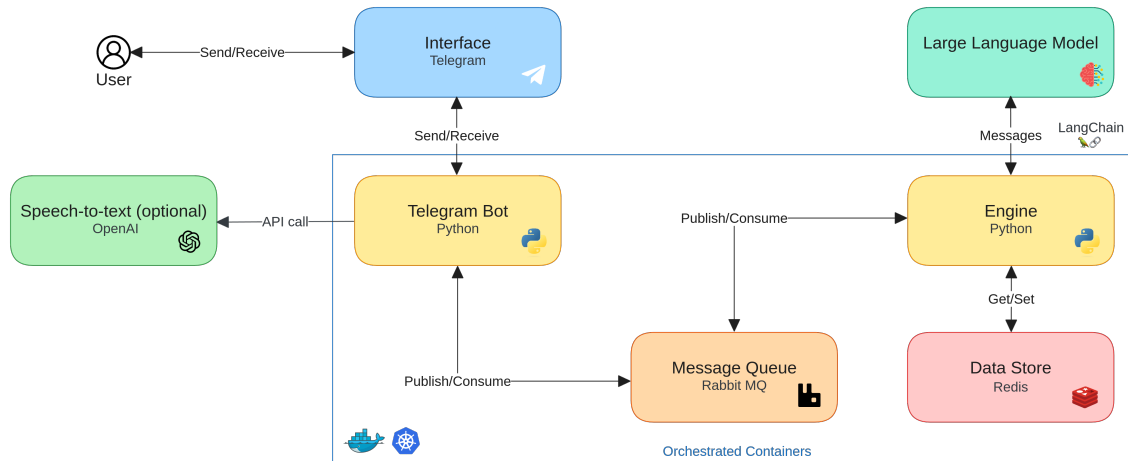 Interface
Telegram
Large Language Model
Send/Receive
User
Send/Receive
Messages
LangChain
Speech-to-text (optional)
OpenAI
API call
Telegram Bot
Python
Publish/Consume
Engine
Python
Get/Set
Message Queue
Rabbit MQ
Data Store
Redis
Publish/Consume
Orchestrated Containers